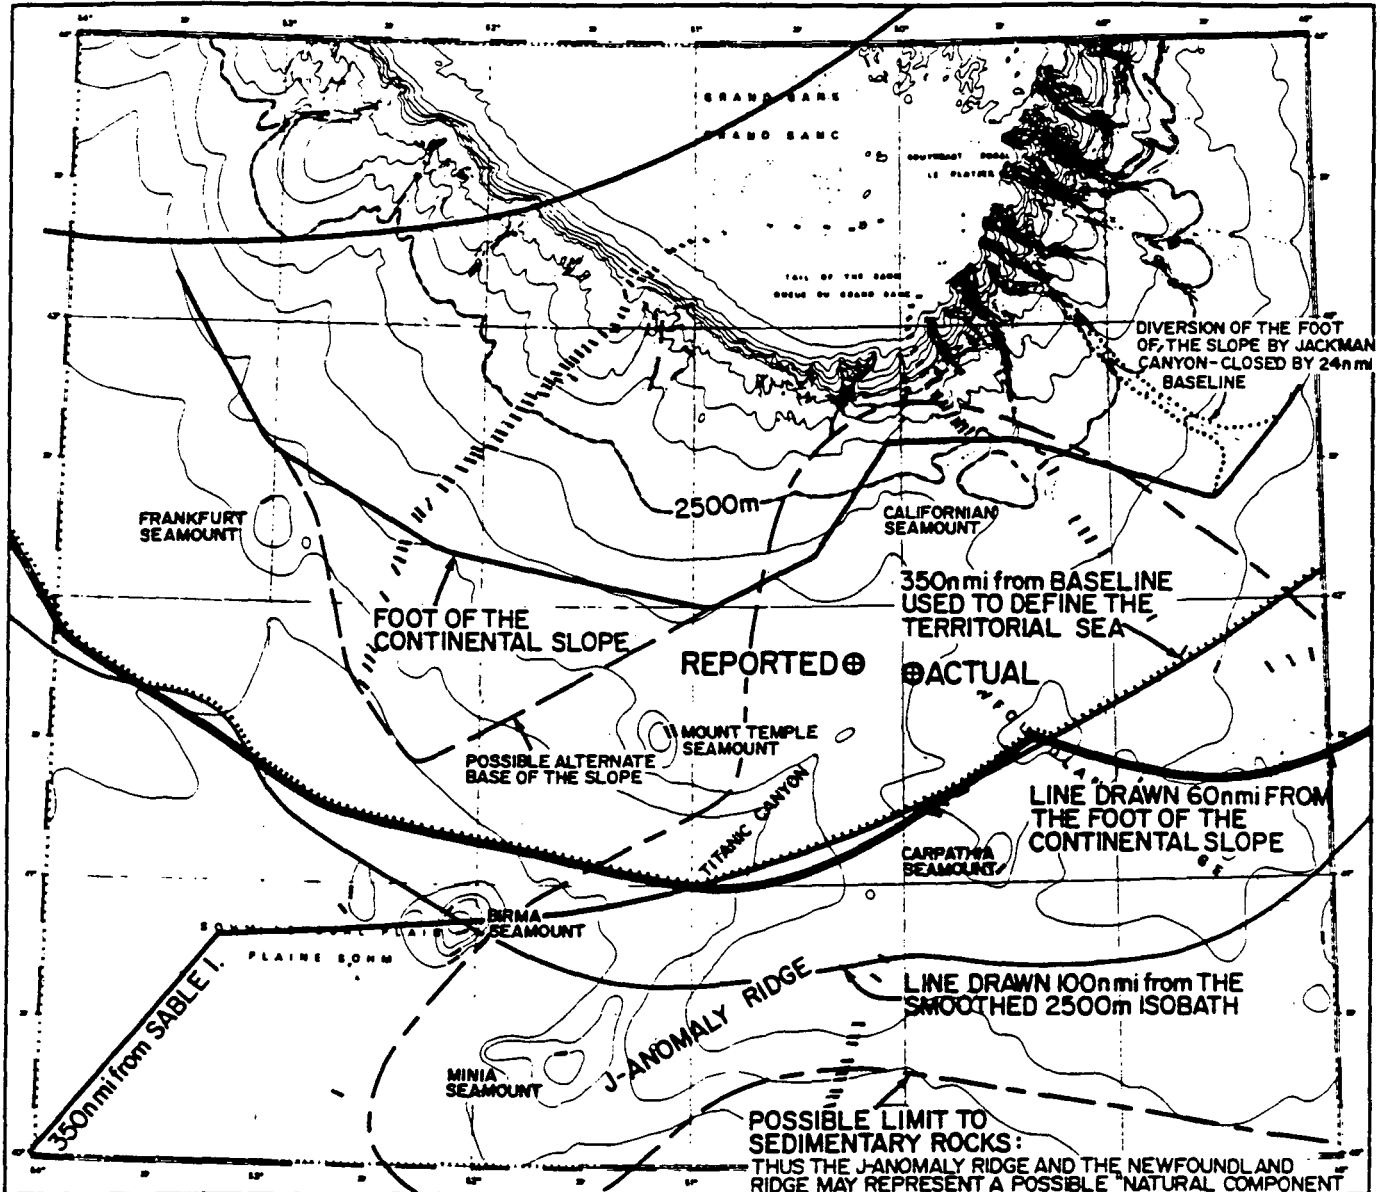 GRAND BANK
GRAND BANC
SOUTHEAST SHOAL
LE PLATIER
TAIL OF THE BANK
QUEUE DU GRAND BANC
DIVERSION OF THE FOOT
OF THE SLOPE BY JACKMAN
CANYON-CLOSED BY 24nmi
BASELINE
2500m
FRANKFURT
SEAMOUNT
CALIFORNIAN
SEAMOUNT
350nmi from BASELINE
USED TO DEFINE THE
TERRITORIAL SEA
FOOT OF THE
CONTINENTAL SLOPE
REPORTED
ACTUAL
MOUNT TEMPLE
SEAMOUNT
POSSIBLE ALTERNATE
BASE OF THE SLOPE
TITANIC CANYON
LINE DRAWN 60nmi FROM
THE FOOT OF THE
CONTINENTAL SLOPE
CARPATHIA
SEAMOUNT
BIRMA
SEAMOUNT
PLAINE SOHM
350nmi from SABLE I.
J-ANOMALY RIDGE
LINE DRAWN 100nmi from THE
SMOOTHED 2500m ISOBATH
MINIA
SEAMOUNT
POSSIBLE LIMIT TO
SEDIMENTARY ROCKS:
THUS THE J-ANOMALY RIDGE AND THE NEWFOUNDLAND
RIDGE MAY REPRESENT A POSSIBLE "NATURAL COMPONENT